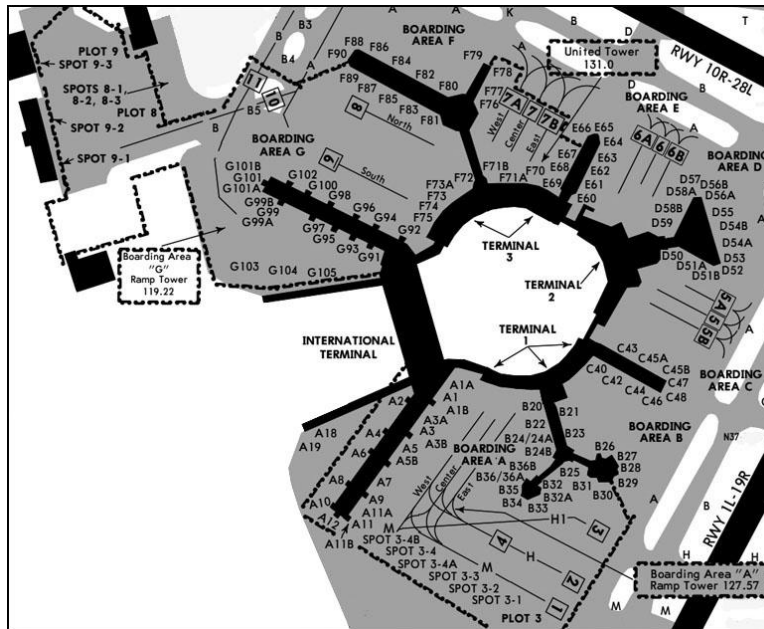 PLOT 9
SPOT 9-3
SPOTS 8-1,
8-2, 8-3
PLOT 8
SPOT 9-2
SPOT 9-1
B
B3
B4
A
11
10
B5
B
A
A
K
B
D
T
BOARDING
AREA F
F88
F86
F90
F84
F82
F80
F89
F87
F85
F83
F81
F79
F78
F77
F76
A
United Tower
131.0
RWY 10R-28L
D
B
BOARDING
AREA E
8
North
7A
7
7B
West
Center
East
E66
E65
E64
E67
E63
E68
E62
E69
E61
E60
6A
6
6B
A
BOARDING
AREA D
BOARDING
AREA G
9
South
G101B
G101
G101A
G102
G100
G98
G96
G94
G92
G99B
G99
G99A
G97
G95
G93
G91
G103
G104
G105
F72
F71B
F71A
F70
F73A
F73
F74
F75
TERMINAL
3
TERMINAL
2
TERMINAL
1
D57
D58A
D56B
D56A
D58B
D55
D59
D54B
D54A
D50
D53
D51A
D52
D51B
A
Boarding Area
"G"
Ramp Tower
119.22
INTERNATIONAL
TERMINAL
5A
5
5B
A
C43
C45A
C45B
C40
C47
C42
C44
C48
C46
BOARDING
AREA C
A1A
A1
A1B
A2
A3A
A3
A3B
A4
A5
A5B
A6
A7
A8
A9
A10
A11A
A11
A12
A11B
A18
A19
BOARDING
AREA A
West
Center
East
B20
B21
B22
B23
B24/24A
B24B
B25
B26
B27
B28
B29
B30
B31
B32
B32A
B33
B34
B35
B36B
B36/36A
BOARDING
AREA B
N37
A
B
RWY 1L-19R
M
H1
3
4
H
M
2
1
SPOT 3-4B
SPOT 3-4
SPOT 3-4A
SPOT 3-3
SPOT 3-2
SPOT 3-1
PLOT 3
H
H
Boarding Area "A"
Ramp Tower 127.57
M
M